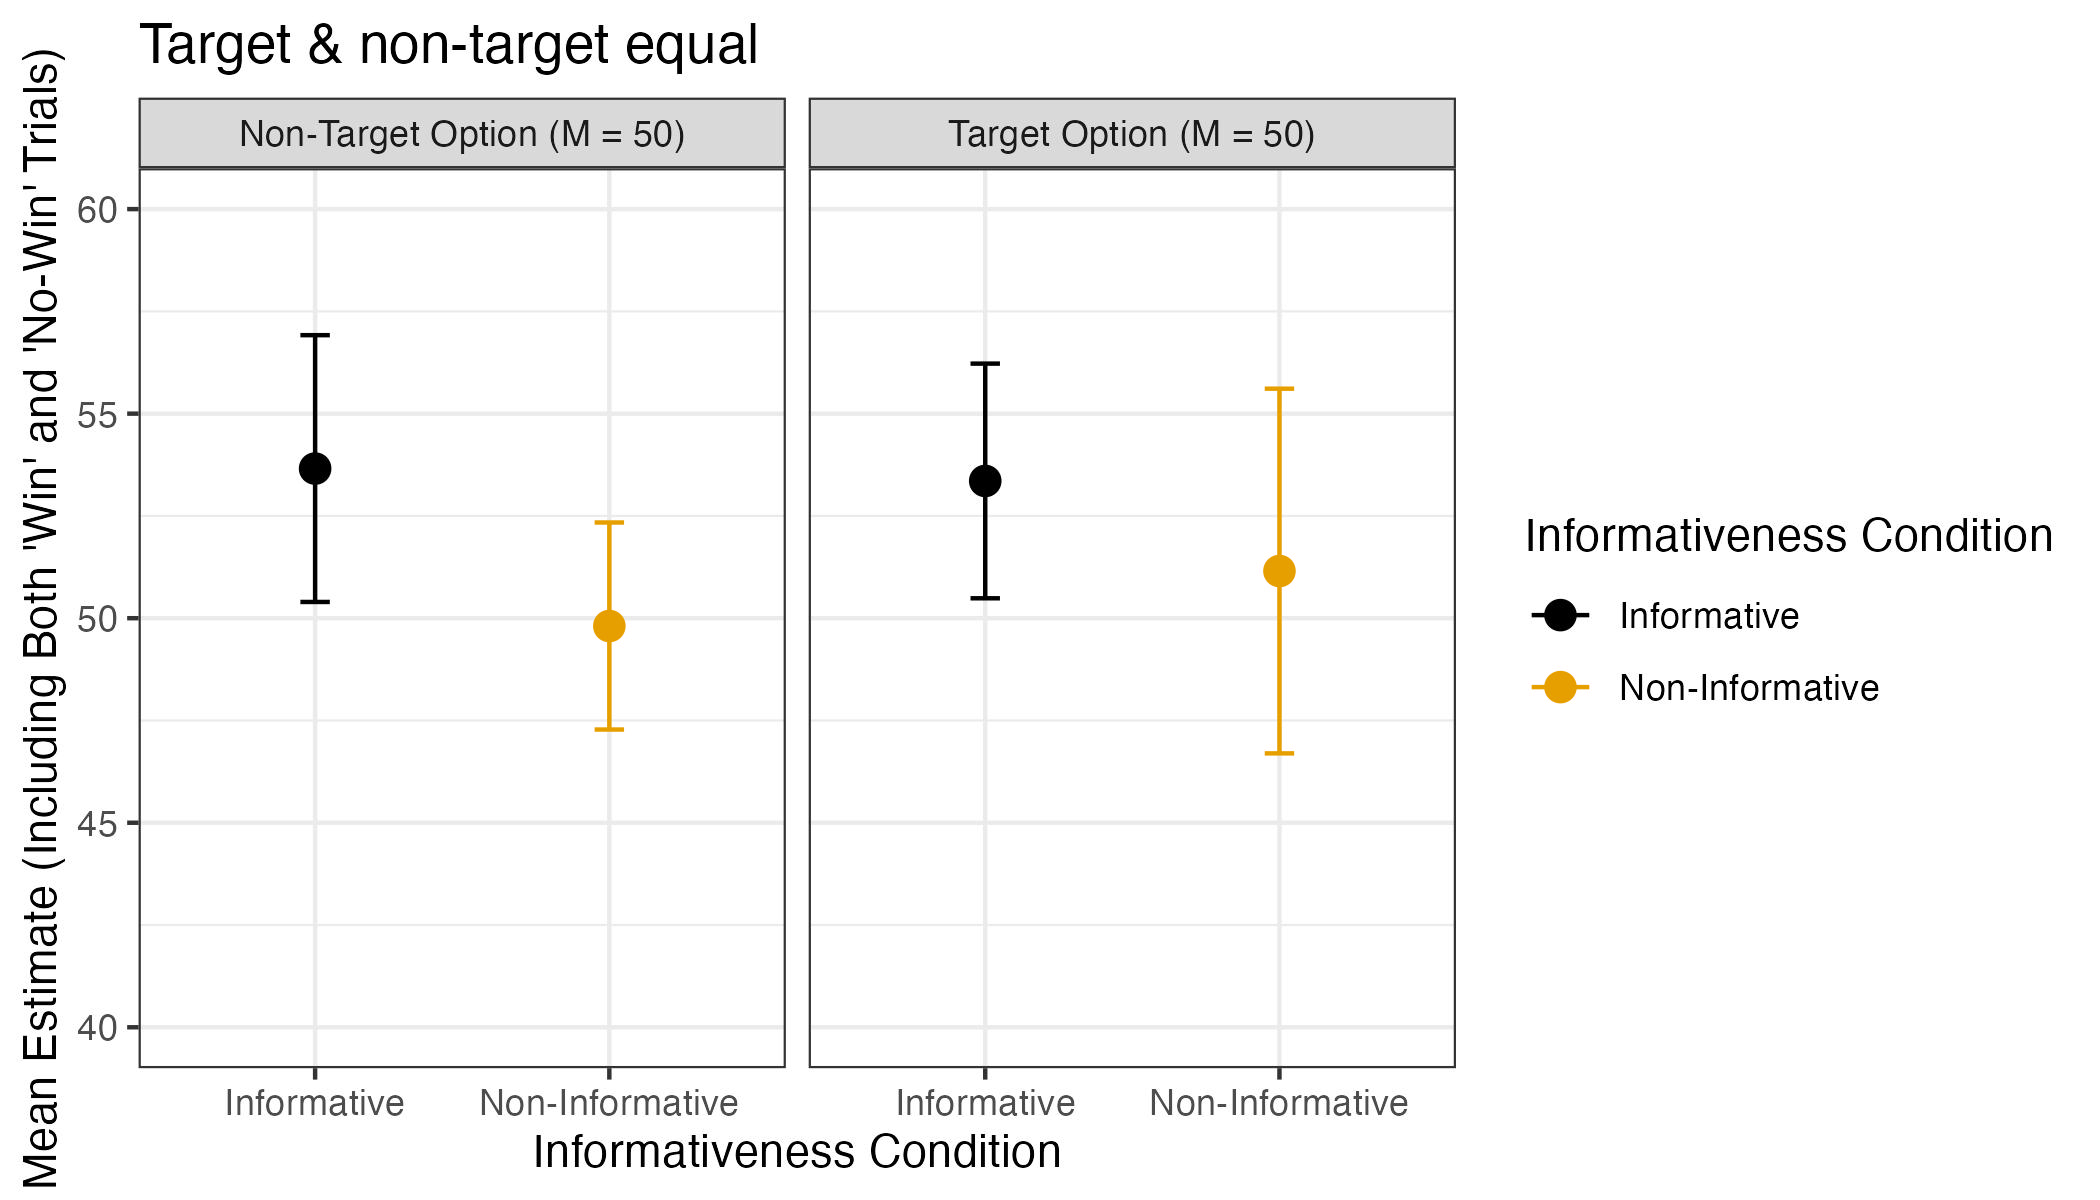 Target & non-target equal
Mean Estimate (Including Both 'Win' and 'No-Win' Trials)
Non-Target Option (M = 50)
Target Option (M = 50)
60
55
50
45
40
Informative
Non-Informative
Informative
Non-Informative
Informativeness Condition
Informativeness Condition
Informative
Non-Informative